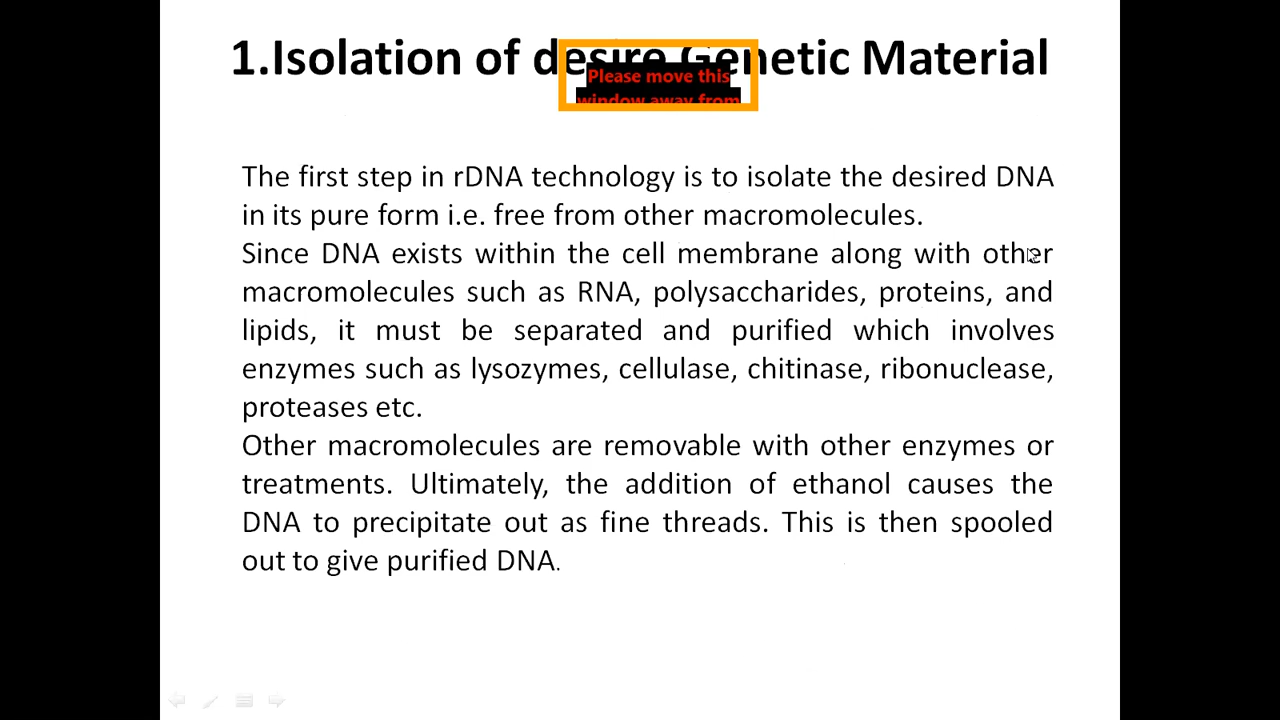 1.Isolation of desire Genetic Material
Please move this
window away from
The first step in rDNA technology is to isolate the desired DNA
in its pure form i.e. free from other macromolecules.
Since DNA exists within the cell membrane along with other
macromolecules such as RNA, polysaccharides, proteins, and
lipids, it must be separated and purified which involves
enzymes such as lysozymes, cellulase, chitinase, ribonuclease,
proteases etc.
Other macromolecules are removable with other enzymes or
treatments. Ultimately, the addition of ethanol causes the
DNA to precipitate out as fine threads. This is then spooled
out to give purified DNA.